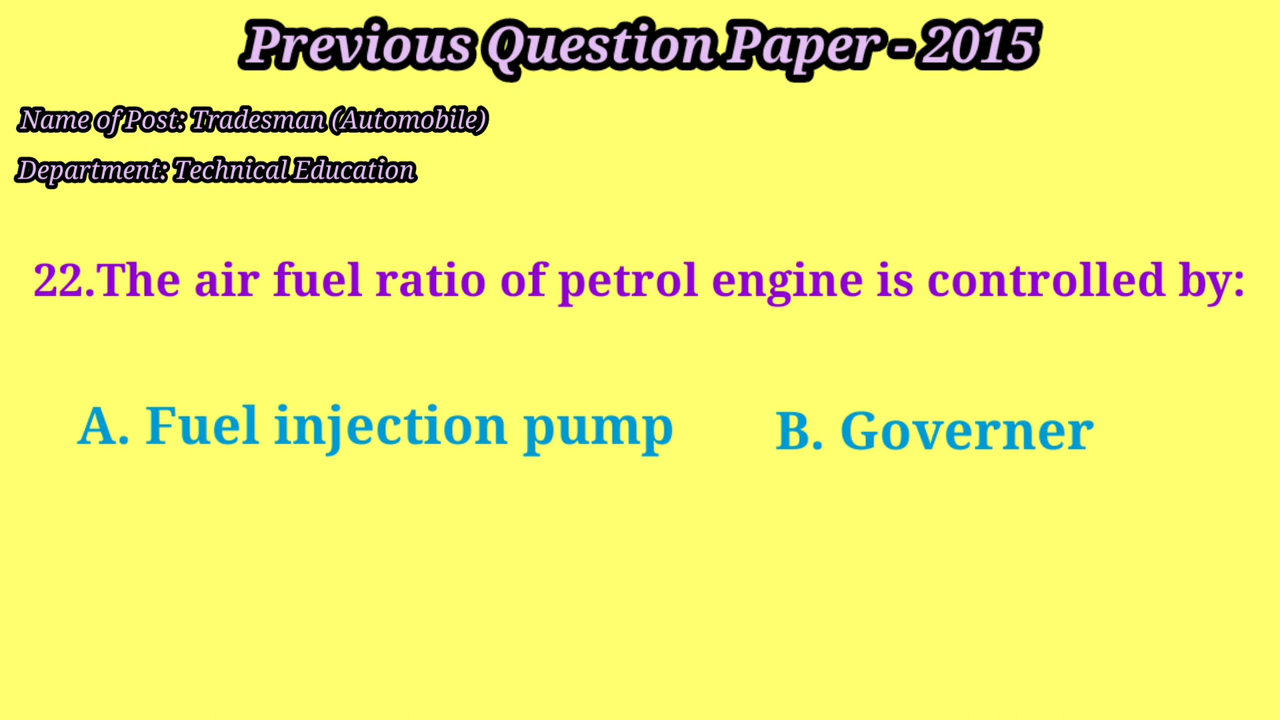 Previous Question Paper - 2015
Name of Post: Tradesman (Automobile)
Department: Technical Education
22.The air fuel ratio of petrol engine is controlled by:
A. Fuel injection pump B. Governer